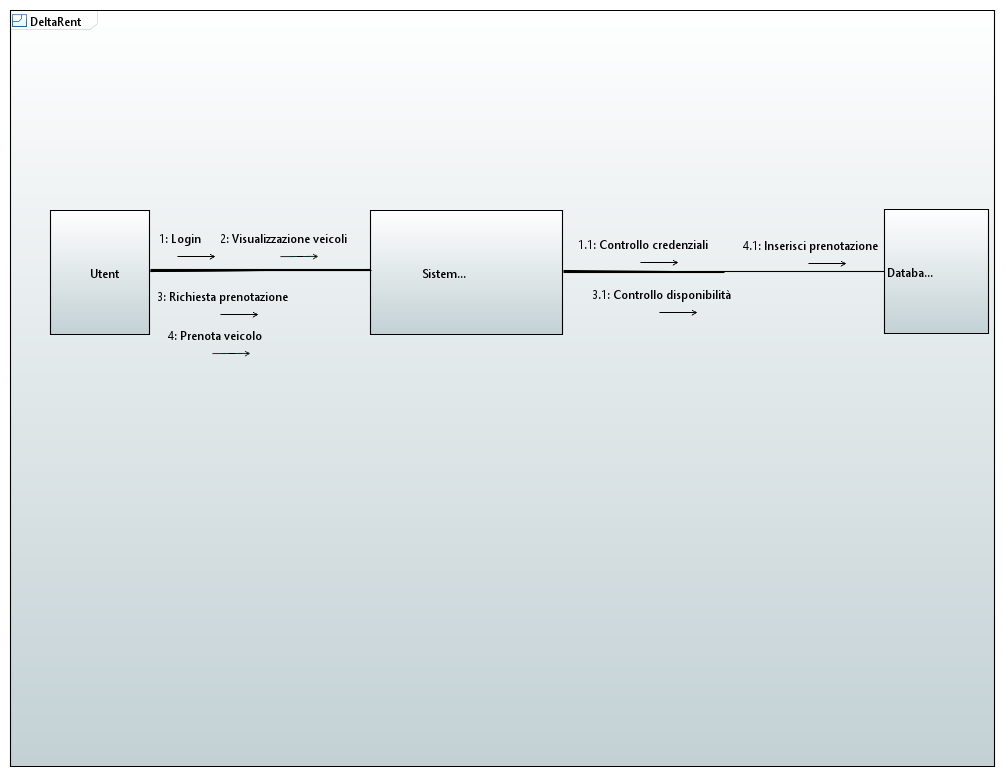 DeltaRent
1: Login
2: Visualizzazione veicoli
1.1: Controllo credenziali
4.1: Inserisci prenotazione
Utent
Sistem...
Databa...
3: Richiesta prenotazione
3.1: Controllo disponibilità
4: Prenota veicolo